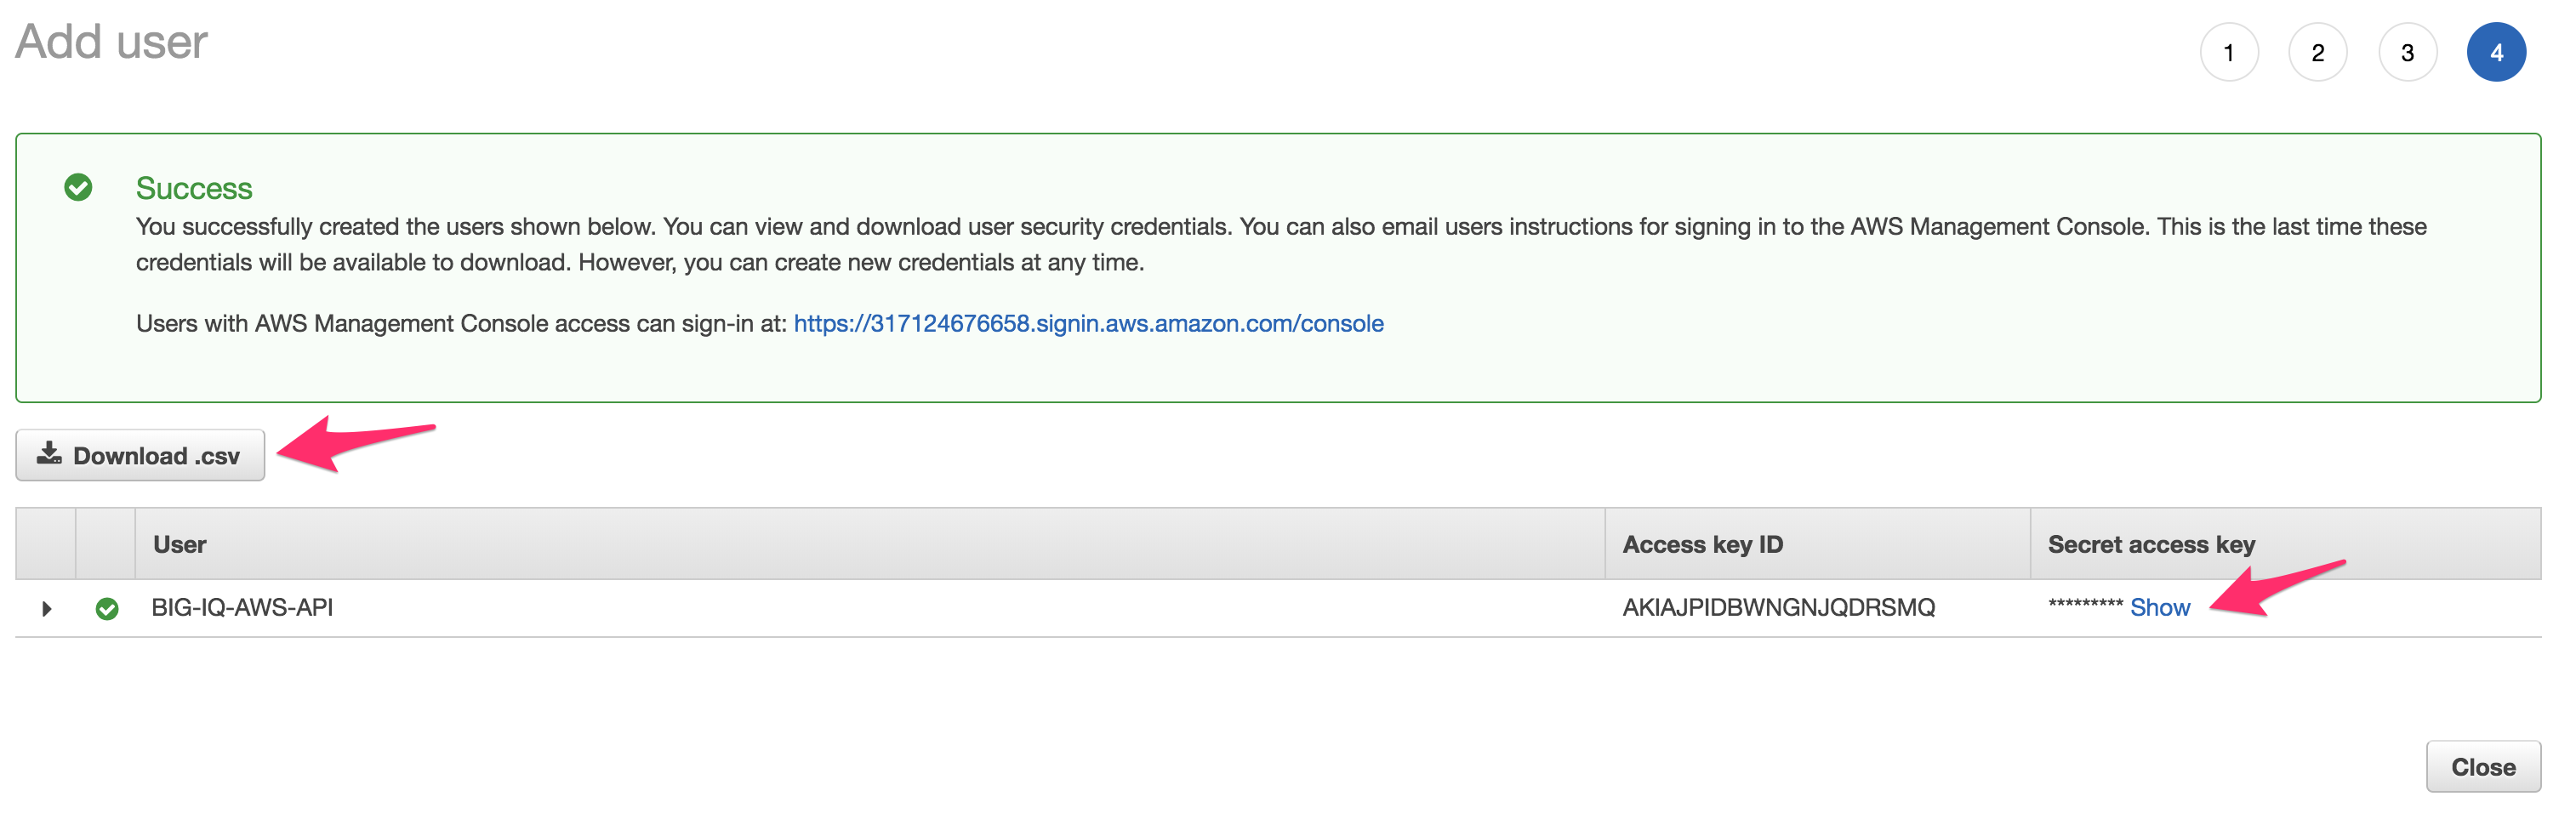 Add user
1 2 3 4
Success
You successfully created the users shown below. You can view and download user security credentials. You can also email users instructions for signing in to the AWS Management Console. This is the last time these
credentials will be available to download. However, you can create new credentials at any time.
Users with AWS Management Console access can sign-in at: https://317124676658.signin.aws.amazon.com/console
Download .csv
User Access key ID Secret access key
BIG-IQ-AWS-API AKIAJPIDBWNGNJQDRSMQ ********* Show
Close